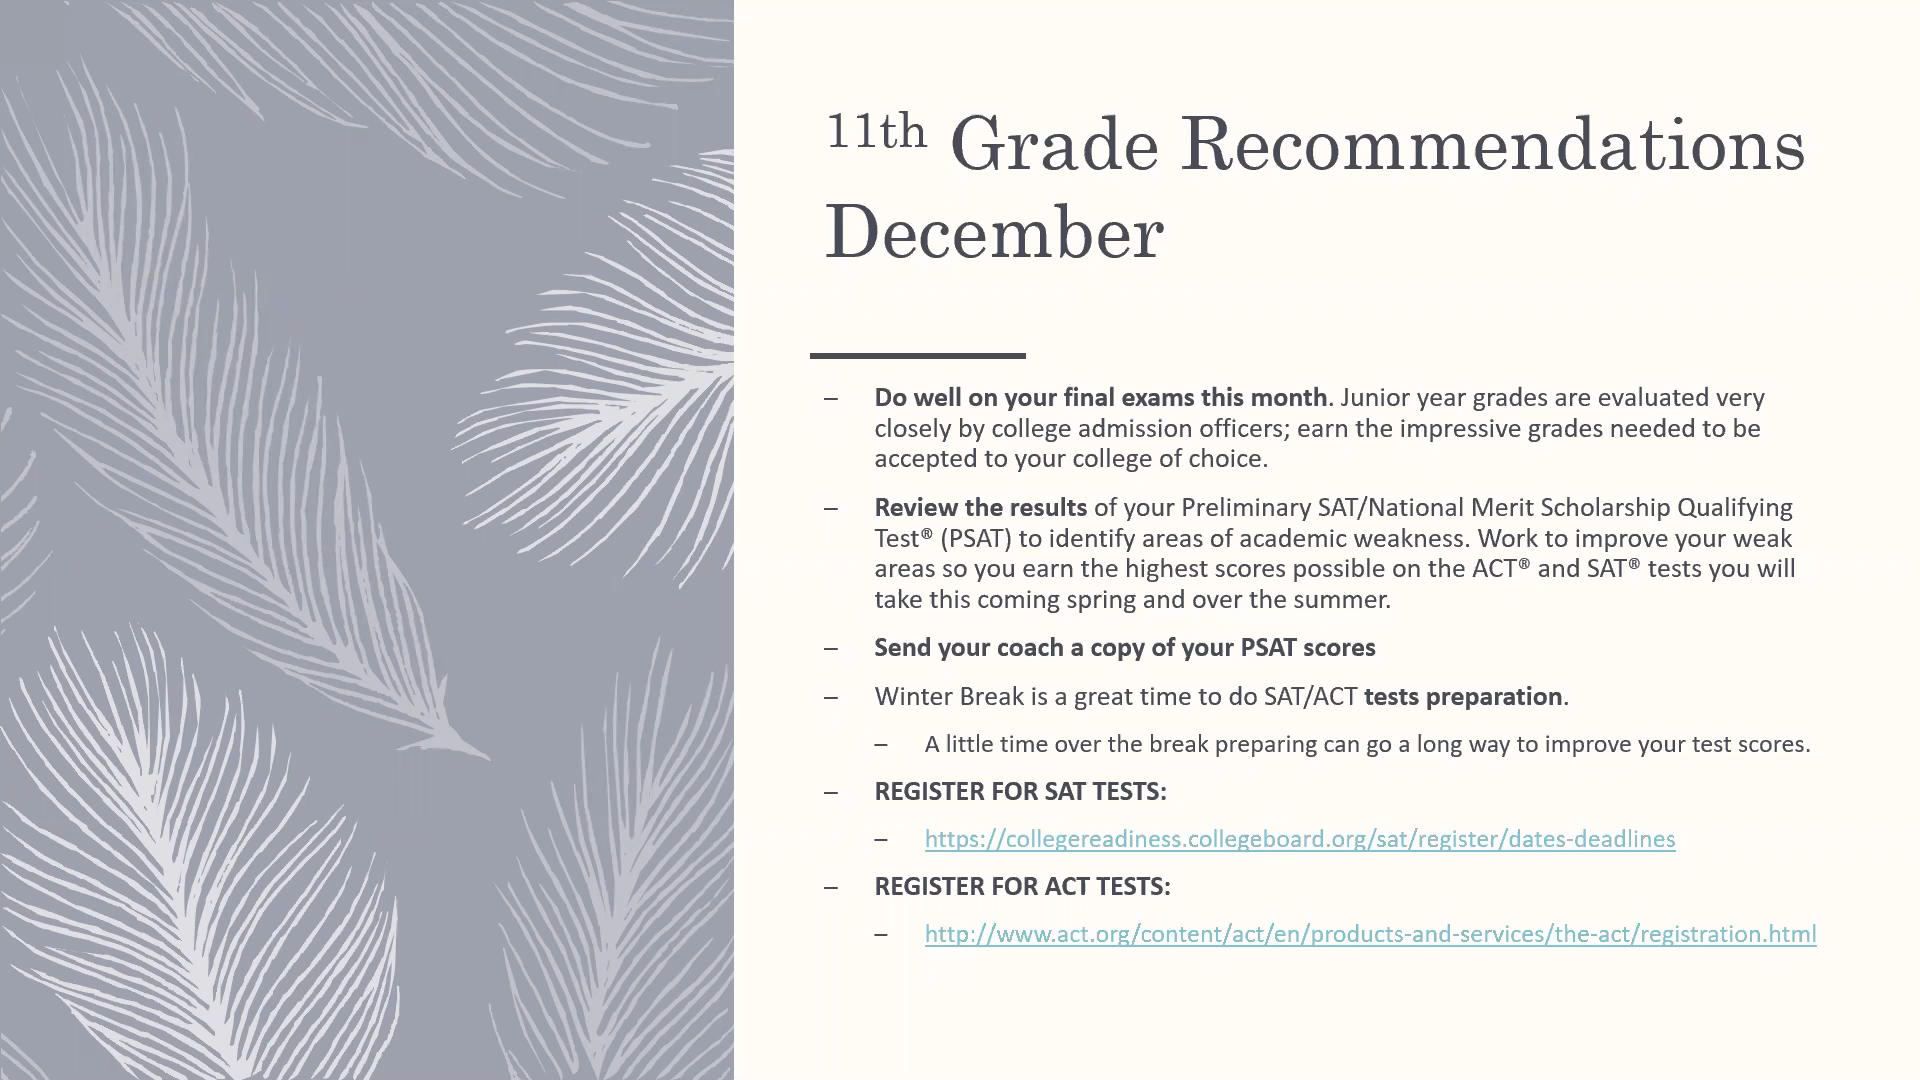 11th Grade Recommendations
December
– Do well on your final exams this month. Junior year grades are evaluated very
closely by college admission officers; earn the impressive grades needed to be
accepted to your college of choice.
– Review the results of your Preliminary SAT/National Merit Scholarship Qualifying
Test® (PSAT) to identify areas of academic weakness. Work to improve your weak
areas so you earn the highest scores possible on the ACT® and SAT® tests you will
take this coming spring and over the summer.
– Send your coach a copy of your PSAT scores
– Winter Break is a great time to do SAT/ACT tests preparation.
– A little time over the break preparing can go a long way to improve your test scores.
– REGISTER FOR SAT TESTS:
– https://collegereadiness.collegeboard.org/sat/register/dates-deadlines
– REGISTER FOR ACT TESTS:
– http://www.act.org/content/act/en/products-and-services/the-act/registration.html